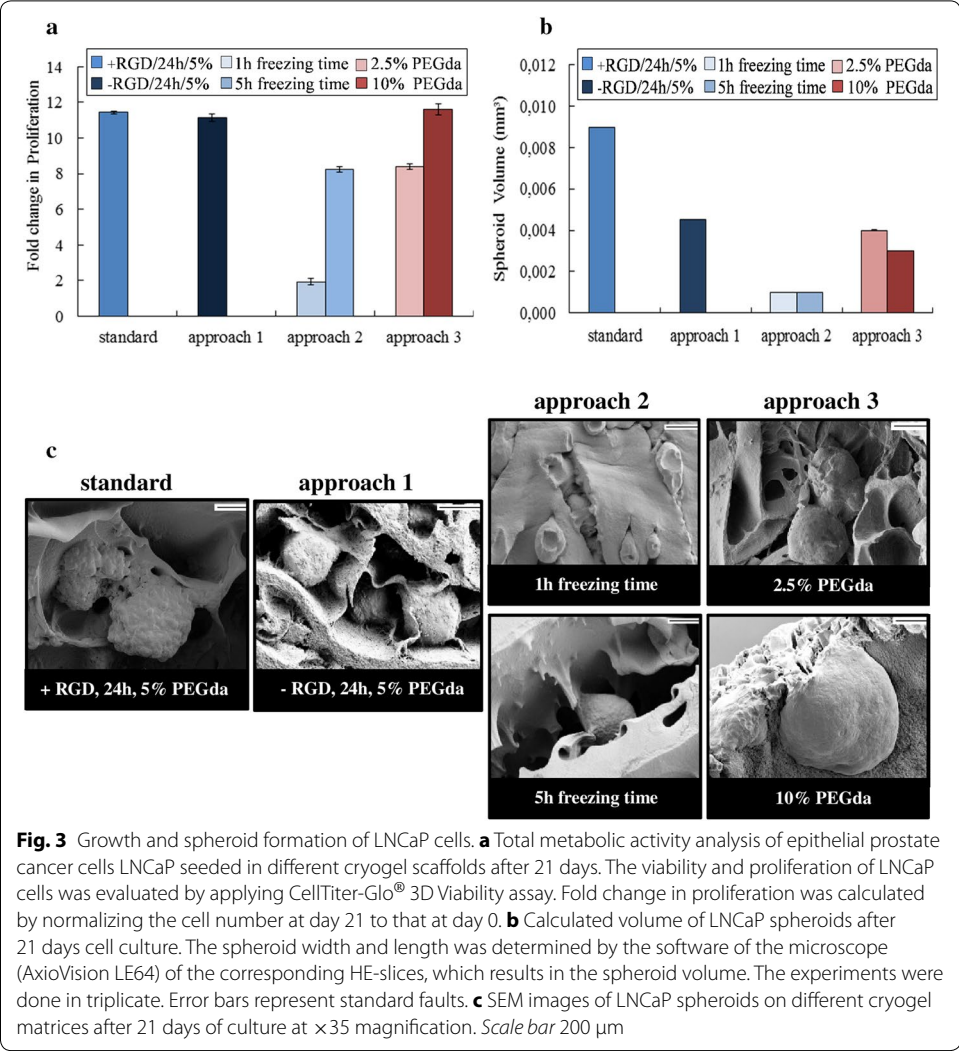 a
+RGD/24h/5% 1h freezing time 2.5% PEGda
-RGD/24h/5% 5h freezing time 10% PEGda
Fold change in Proliferation
14
12
10
8
6
4
2
0
standard approach 1 approach 2 approach 3
b
+RGD/24h/5% 1h freezing time 2.5% PEGda
-RGD/24h/5% 5h freezing time 10% PEGda
Spheroid Volume (mm³)
0,012
0,010
0,008
0,006
0,004
0,002
0,000
standard approach 1 approach 2 approach 3
c
standard
+ RGD, 24h, 5% PEGda
approach 1
- RGD, 24h, 5% PEGda
approach 2
1h freezing time
5h freezing time
approach 3
2.5% PEGda
10% PEGda
Fig. 3 Growth and spheroid formation of LNCaP cells. a Total metabolic activity analysis of epithelial prostate
cancer cells LNCaP seeded in different cryogel scaffolds after 21 days. The viability and proliferation of LNCaP
cells was evaluated by applying CellTiter-Glo® 3D Viability assay. Fold change in proliferation was calculated
by normalizing the cell number at day 21 to that at day 0. b Calculated volume of LNCaP spheroids after
21 days cell culture. The spheroid width and length was determined by the software of the microscope
(AxioVision LE64) of the corresponding HE-slices, which results in the spheroid volume. The experiments were
done in triplicate. Error bars represent standard faults. c SEM images of LNCaP spheroids on different cryogel
matrices after 21 days of culture at ×35 magnification. Scale bar 200 μm